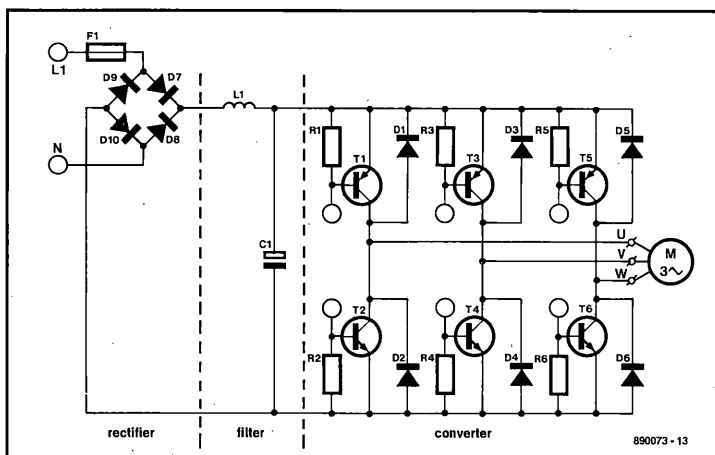 F1
L1
D9
D7
D10
D8
N
L1
C1
R1
D1
R3
D3
R5
D5
T1
T3
T5
U
V
W
M
3~
T2
T4
T6
R2
D2
R4
D4
R6
D6
rectifier
filter
converter
890073 - 13